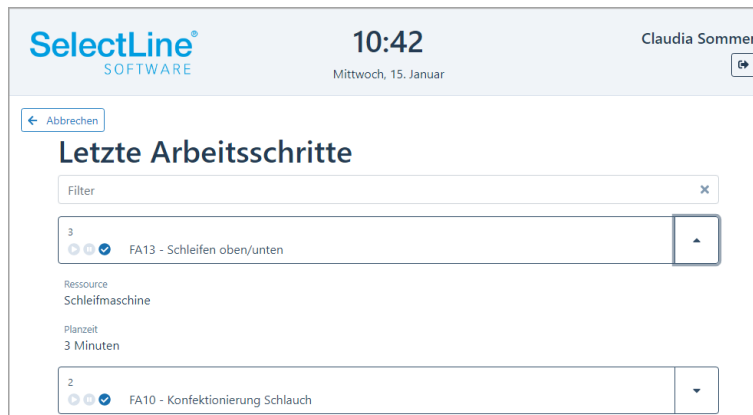 SelectLine®
SOFTWARE
10:42
Mittwoch, 15. Januar
Claudia Sommer
Abbrechen
Letzte Arbeitsschritte
Filter
3
FA13 - Schleifen oben/unten
Ressource
Schleifmaschine
Planzeit
3 Minuten
2
FA10 - Konfektionierung Schlauch